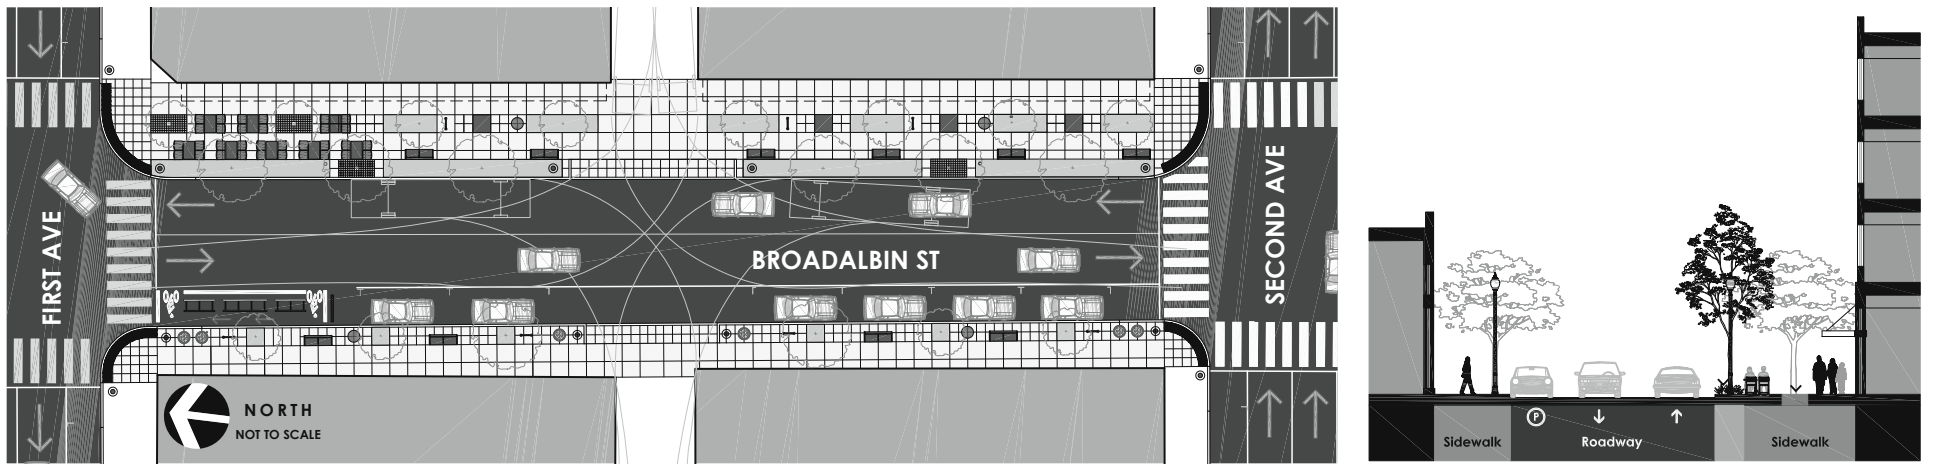 FIRST AVE
BROADALBIN ST
SECOND AVE
NORTH
NOT TO SCALE
P
Sidewalk
Roadway
Sidewalk